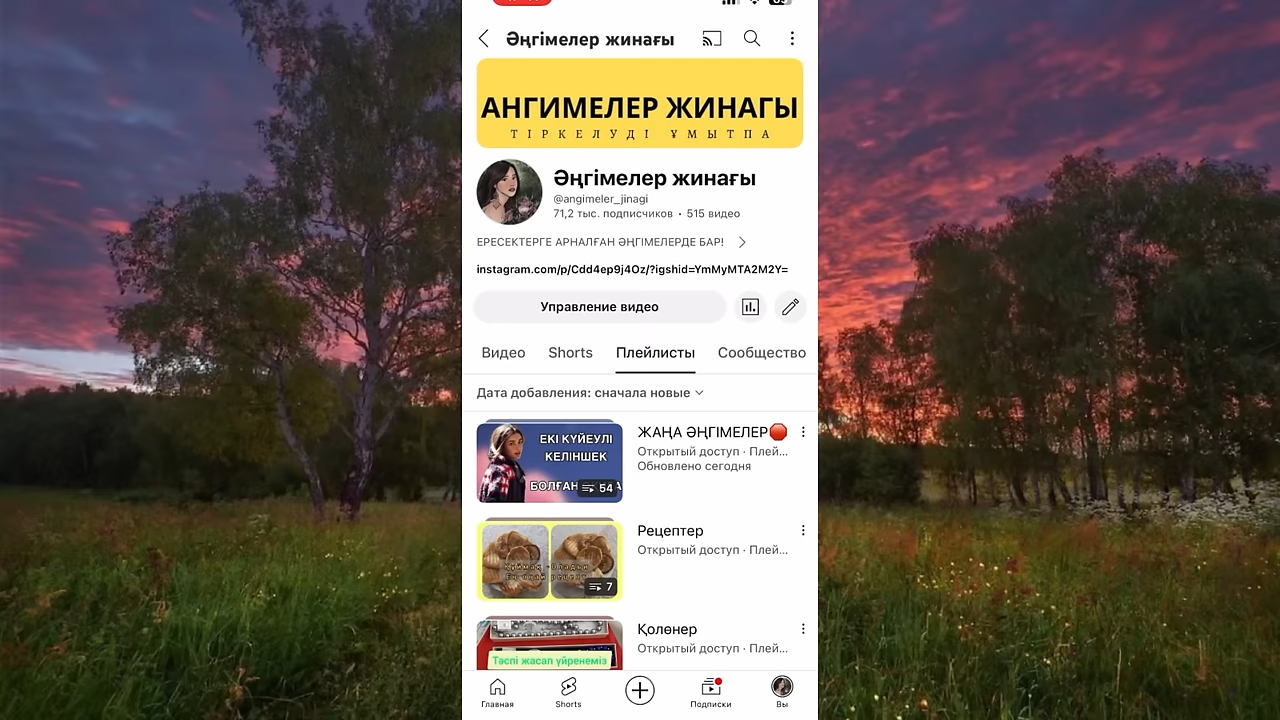 Әңгімелер жинағы
АНГИМЕЛЕР ЖИНАГЫ
ТІРКЕЛУДІ ҰМЫТПА
Әңгімелер жинағы
@angimeler_jinagi
71,2 тыс. подписчиков • 515 видео
ЕРЕСЕКТЕРГЕ АРНАЛҒАН ӘҢГІМЕЛЕРДЕ БАР!
instagram.com/p/Cdd4ep9j4Oz/?igshid=YmMyMTA2M2Y=
Управление видео
Видео Shorts Плейлисты Сообщество
Дата добавления: сначала новые
ЕКІ КҮЙЕУЛІ
КЕЛІНШЕК
54
ЖАҢА ӘҢГІМЕЛЕР
Открытый доступ · Плей...
Обновлено сегодня
7
Рецептер
Открытый доступ · Плей...
Тәспі жасап үйренеміз
Қолөнер
Открытый доступ · Плей...
Главная Shorts Подписки Вы